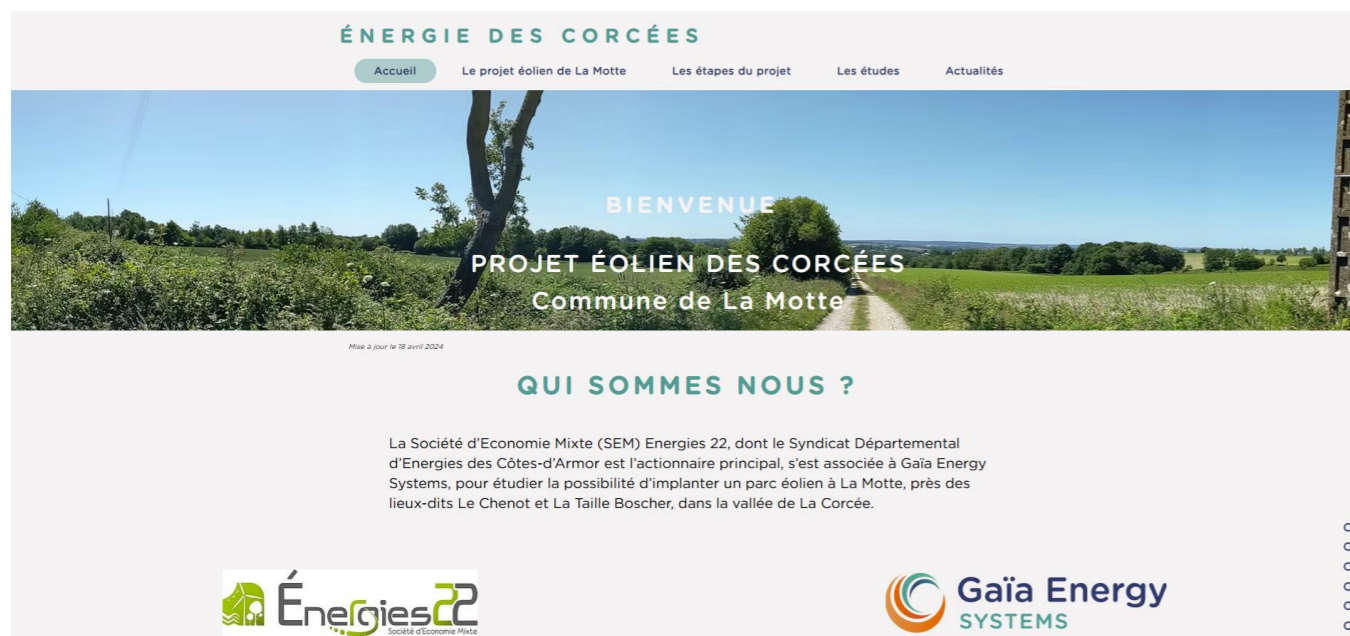 ÉNERGIE DES CORCÉES
Accueil Le projet éolien de La Motte Les étapes du projet Les études Actualités
BIENVENUE
PROJET ÉOLIEN DES CORCÉES
Commune de La Motte
Mise à jour le 18 avril 2024
QUI SOMMES NOUS ?
La Société d'Economie Mixte (SEM) Energies 22, dont le Syndicat Départemental
d'Energies des Côtes-d'Armor est l'actionnaire principal, s'est associée à Gaïa Energy
Systems, pour étudier la possibilité d'implanter un parc éolien à La Motte, près des
lieux-dits Le Chenot et La Taille Boscher, dans la vallée de La Corcée.
Énergies22
Société d'Economie Mixte
Gaïa Energy
SYSTEMS